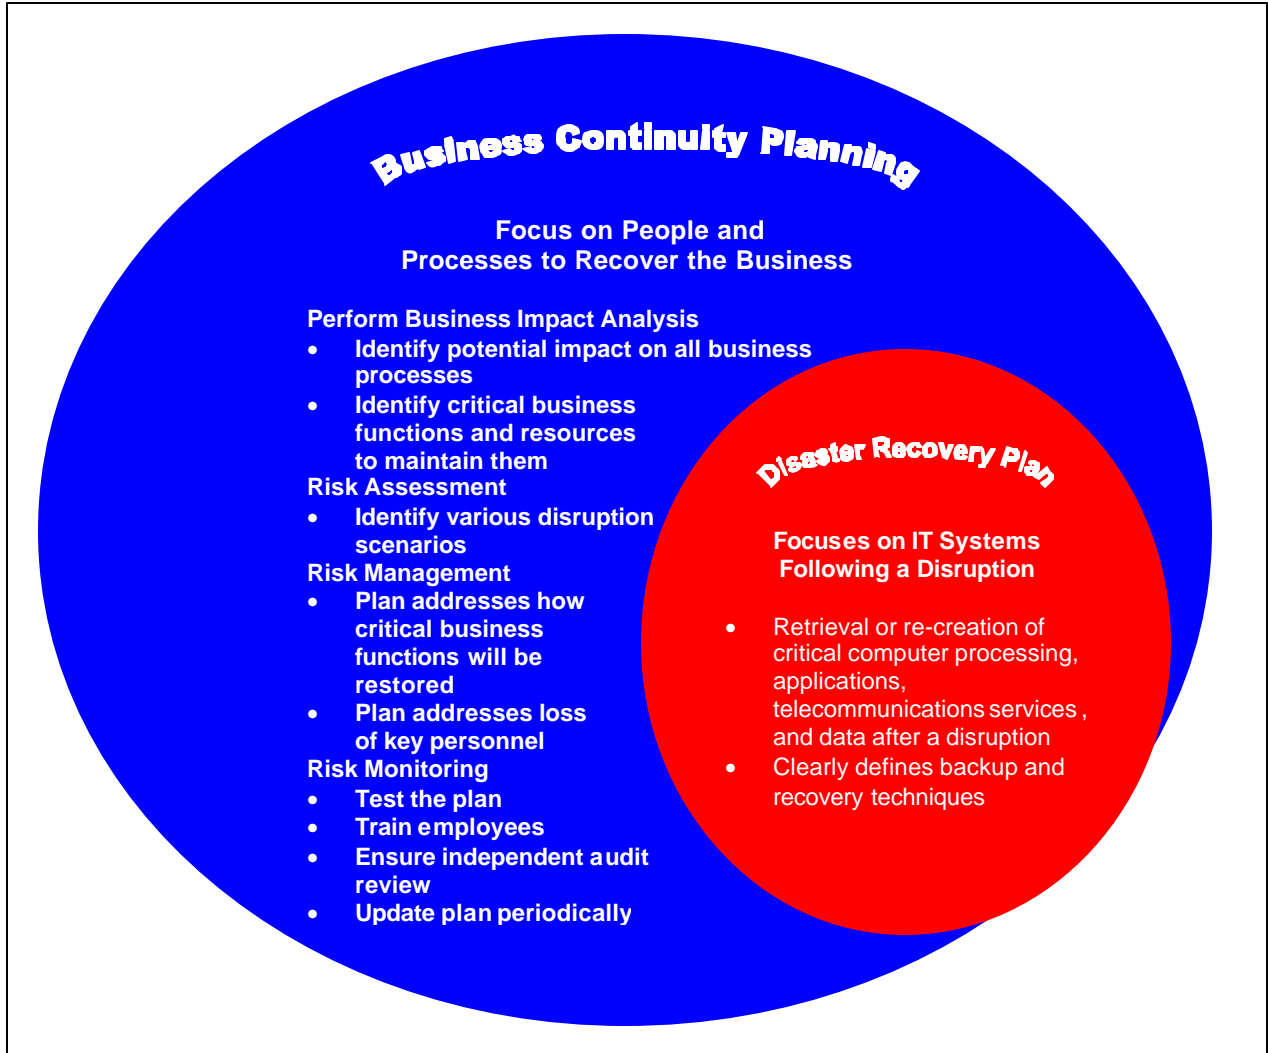 Business Continuity Planning
Focus on People and
Processes to Recover the Business
Perform Business Impact Analysis
• Identify potential impact on all business
processes
• Identify critical business
functions and resources
to maintain them
Risk Assessment
• Identify various disruption
scenarios
Risk Management
• Plan addresses how
critical business
functions will be
restored
• Plan addresses loss
of key personnel
Risk Monitoring
• Test the plan
• Train employees
• Ensure independent audit
review
• Update plan periodically
Disaster Recovery Plan
Focuses on IT Systems
Following a Disruption
• Retrieval or re-creation of
critical computer processing,
applications,
telecommunications services,
and data after a disruption
• Clearly defines backup and
recovery techniques